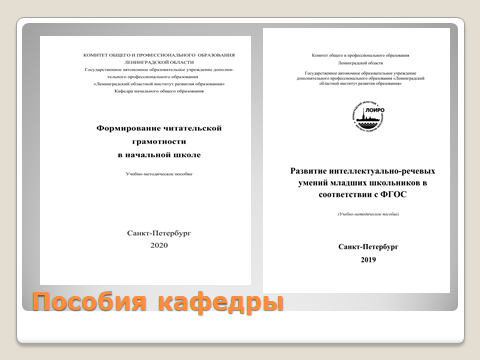 КОМИТЕТ ОБЩЕГО И ПРОФЕССИОНАЛЬНОГО ОБРАЗОВАНИЯ
ЛЕНИНГРАДСКОЙ ОБЛАСТИ
Государственное автономное образовательное учреждение дополни-
тельного профессионального образования
«Ленинградский областной институт развития образования»
Кафедра начального общего образования
Формирование читательской
грамотности
в начальной школе
Учебно-методическое пособие
Санкт-Петербург
2020
Комитет общего и профессионального образования
Ленинградской области
Государственное автономное образовательное учреждение
дополнительного профессионального образования «Ленинградский
областной институт развития образования»
ЛОИРО
Развитие интеллектуально-речевых
умений младших школьников в
соответствии с ФГОС
(Учебно-методическое пособие)
Санкт-Петербург
2019
Пособия кафедры